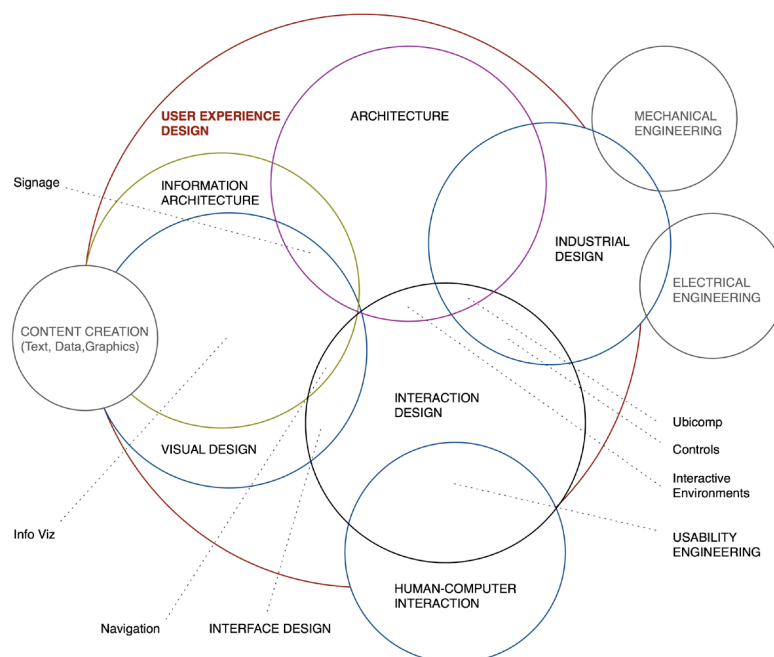 USER EXPERIENCE
DESIGN
ARCHITECTURE
MECHANICAL
ENGINEERING
Signage
INFORMATION
ARCHITECTURE
INDUSTRIAL
DESIGN
ELECTRICAL
ENGINEERING
CONTENT CREATION
(Text, Data,Graphics)
INTERACTION
DESIGN
Ubicomp
VISUAL DESIGN
Controls
Interactive
Environments
Info Viz
USABILITY
ENGINEERING
HUMAN-COMPUTER
INTERACTION
Navigation
INTERFACE DESIGN